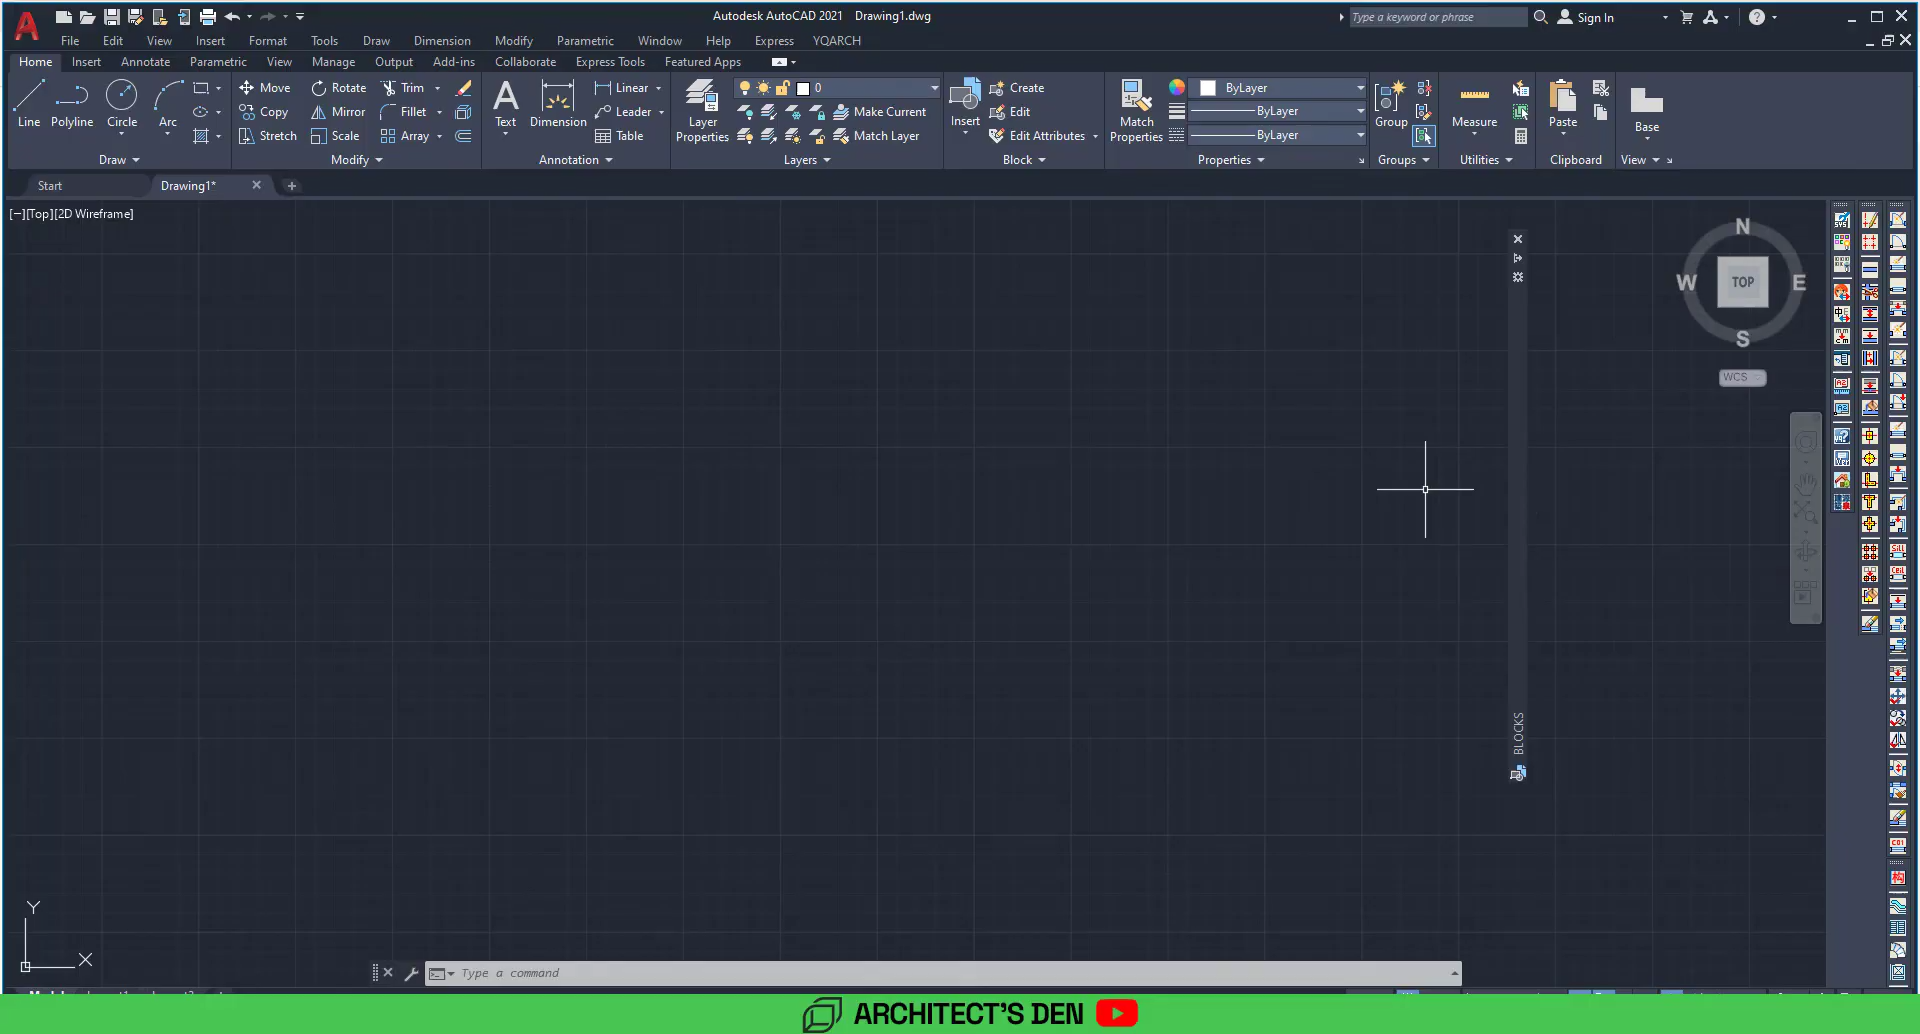 Autodesk AutoCAD 2021 Drawing1.dwg
Type a keyword or phrase
Sign In
File Edit View Insert Format Tools Draw Dimension Modify Parametric Window Help Express YQARCH
Home Insert Annotate Parametric View Manage Output Add-ins Collaborate Express Tools Featured Apps
Line Polyline Circle Arc
Move Rotate Trim
Copy Mirror Fillet
Stretch Scale Array
Text Dimension
Linear
Leader
Table
Layer Properties
0
Make Current
Match Layer
Insert
Create
Edit
Edit Attributes
Match Properties
ByLayer
ByLayer
ByLayer
Group
Measure
Paste
Base
Draw Modify Annotation Layers Block Properties Groups Utilities Clipboard View
Start Drawing1*
[−][Top][2D Wireframe]
N
W TOP E
S
WCS
BLOCKS
Sill
Ceil
C01
构
Y
X
Type a command
ARCHITECT'S DEN